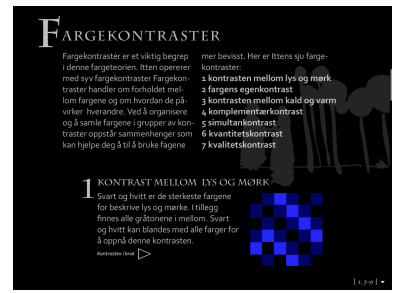 FARGEKONTRASTER
Fargekontraster er et viktig begrep
i denne fargeteorien. Itten opererer
med syv fargekontraster Fargekon-
traster handler om forholdet mel-
lom fargene og om hvordan de på-
virker hverandre. Ved å organisere
og å samle fargene i grupper av kon-
traster oppstår sammenhenger som
kan hjelpe deg å til å bruke fagene
mer bevisst. Her er Ittens sju farge-
kontraster:
1 kontrasten mellom lys og mørk
2 fargens egenkontrast
3 kontrasten mellom kald og varm
4 komplementærkontrast
5 simultankontrast
6 kvantitetskontrast
7 kvalitetskontrast
1 KONTRAST MELLOM LYS OG MØRK
Svart og hvitt er de sterkeste fargene
for beskrive lys og mørke. I tillegg
finnes alle gråtonene i mellom. Svart
og hvitt kan blandes med alle farger for
å oppnå denne kontrasten.
Kontrasten i bruk
| 1.3-9 |